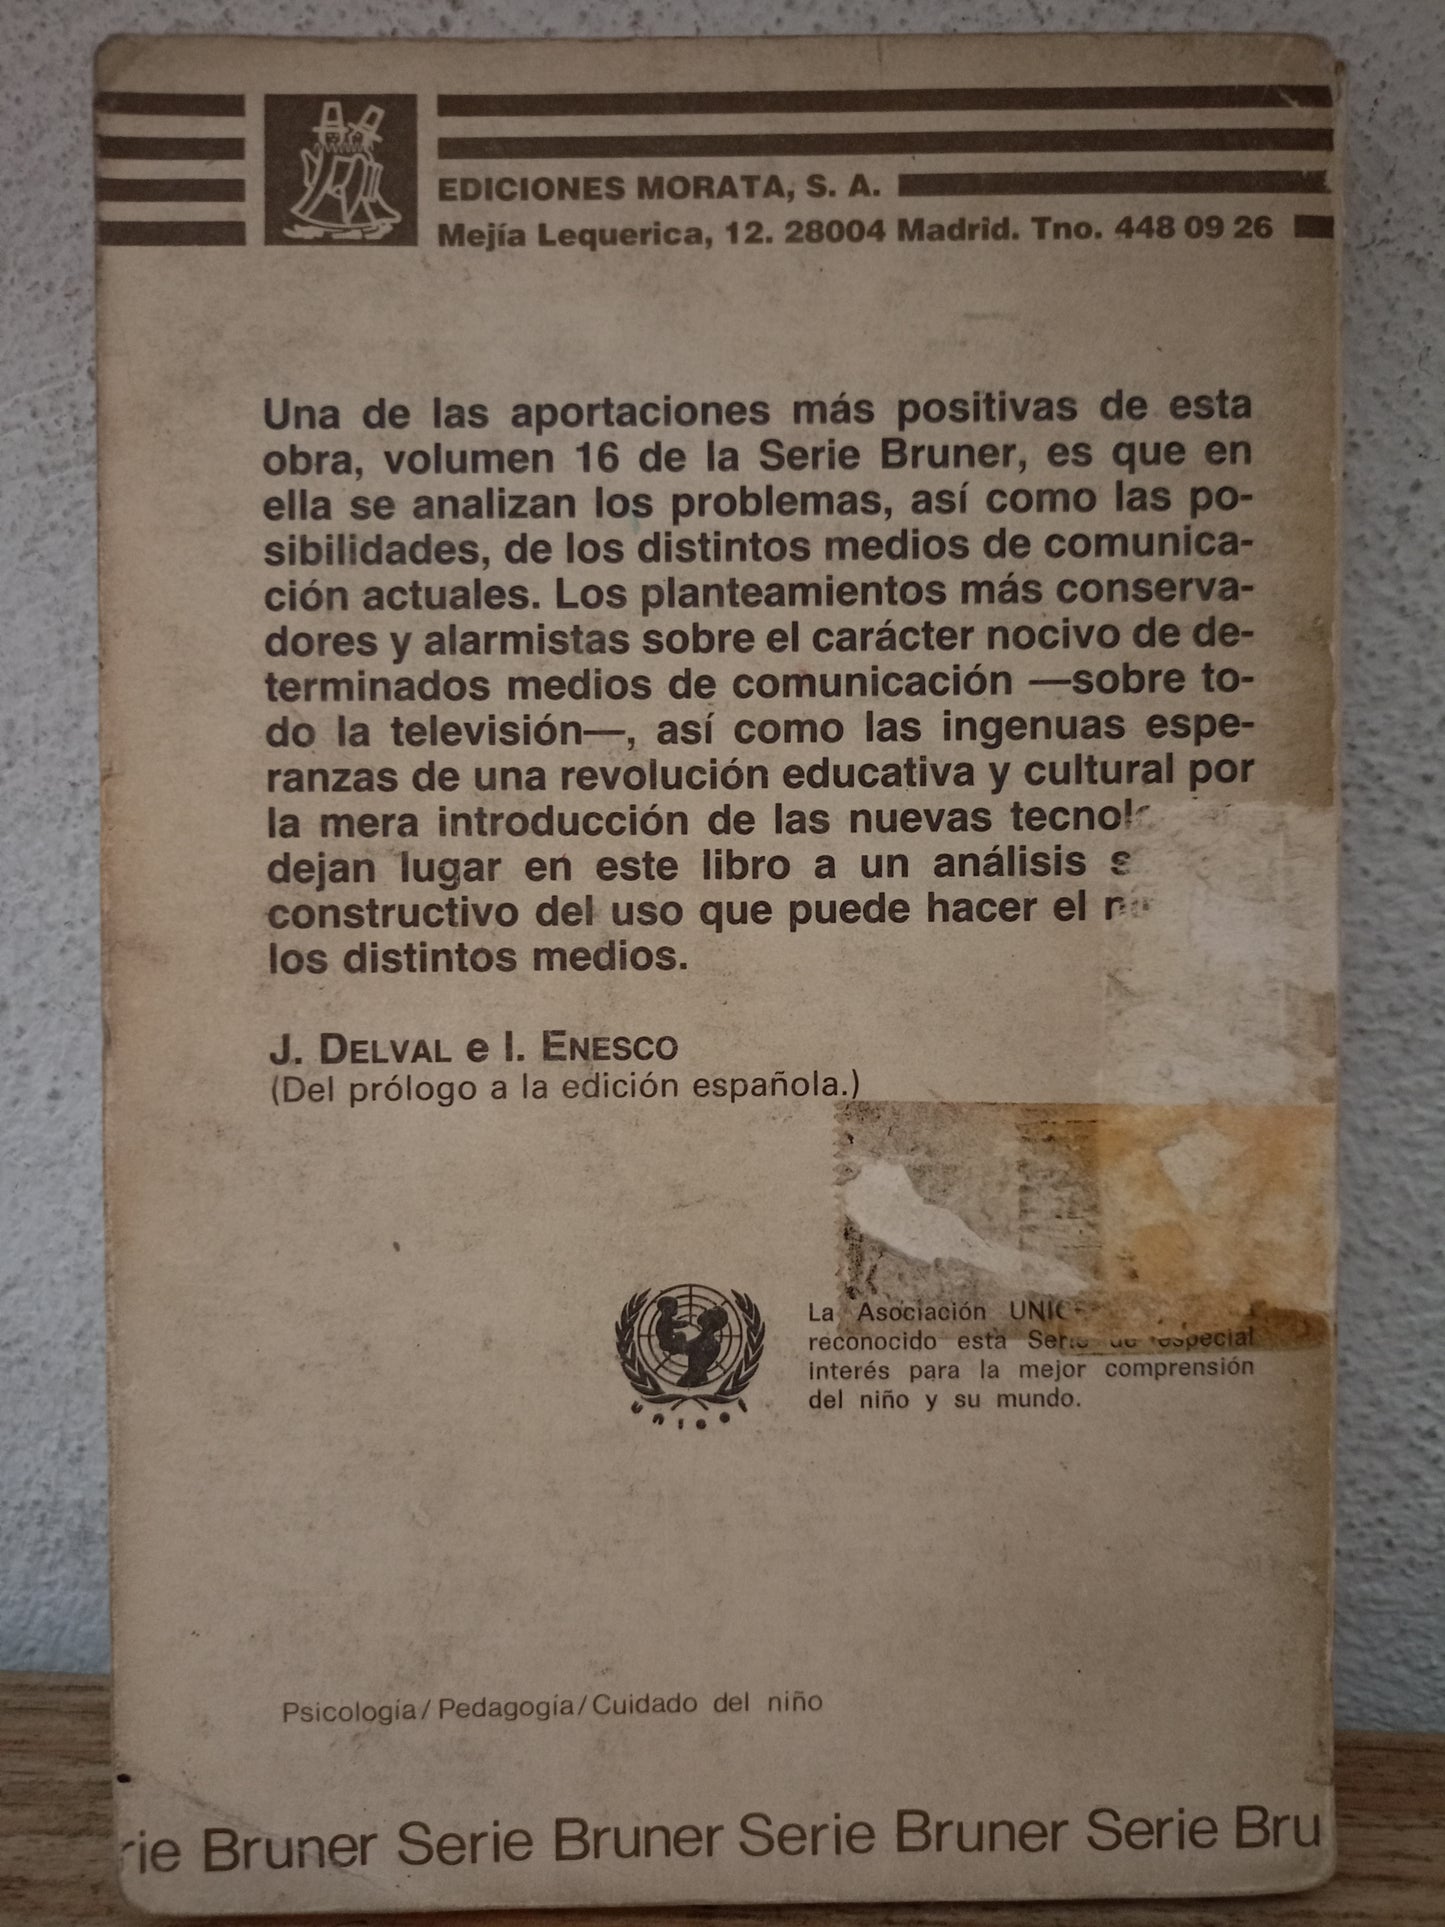 EDICIONES MORATA, S. A.
Mejía Lequerica, 12. 28004 Madrid. Tno. 448 09 26
Una de las aportaciones más positivas de esta
obra, volumen 16 de la Serie Bruner, es que en
ella se analizan los problemas, así como las po-
sibilidades, de los distintos medios de comunica-
ción actuales. Los planteamientos más conserva-
dores y alarmistas sobre el carácter nocivo de de-
terminados medios de comunicación —sobre to-
do la televisión—, así como las ingenuas espe-
ranzas de una revolución educativa y cultural por
la mera introducción de las nuevas
dejan lugar en este libro a un análisis
constructivo del uso que puede hacer el
los distintos medios.
J. DELVAL e I. ENESCO
(Del prólogo a la edición española.)
La Asociación
reconocido esta Serie de especial
interés para la mejor comprensión
del niño y su mundo.
Psicología/Pedagogía/Cuidado del niño
rie Bruner Serie Bruner Serie Bruner Serie Bru